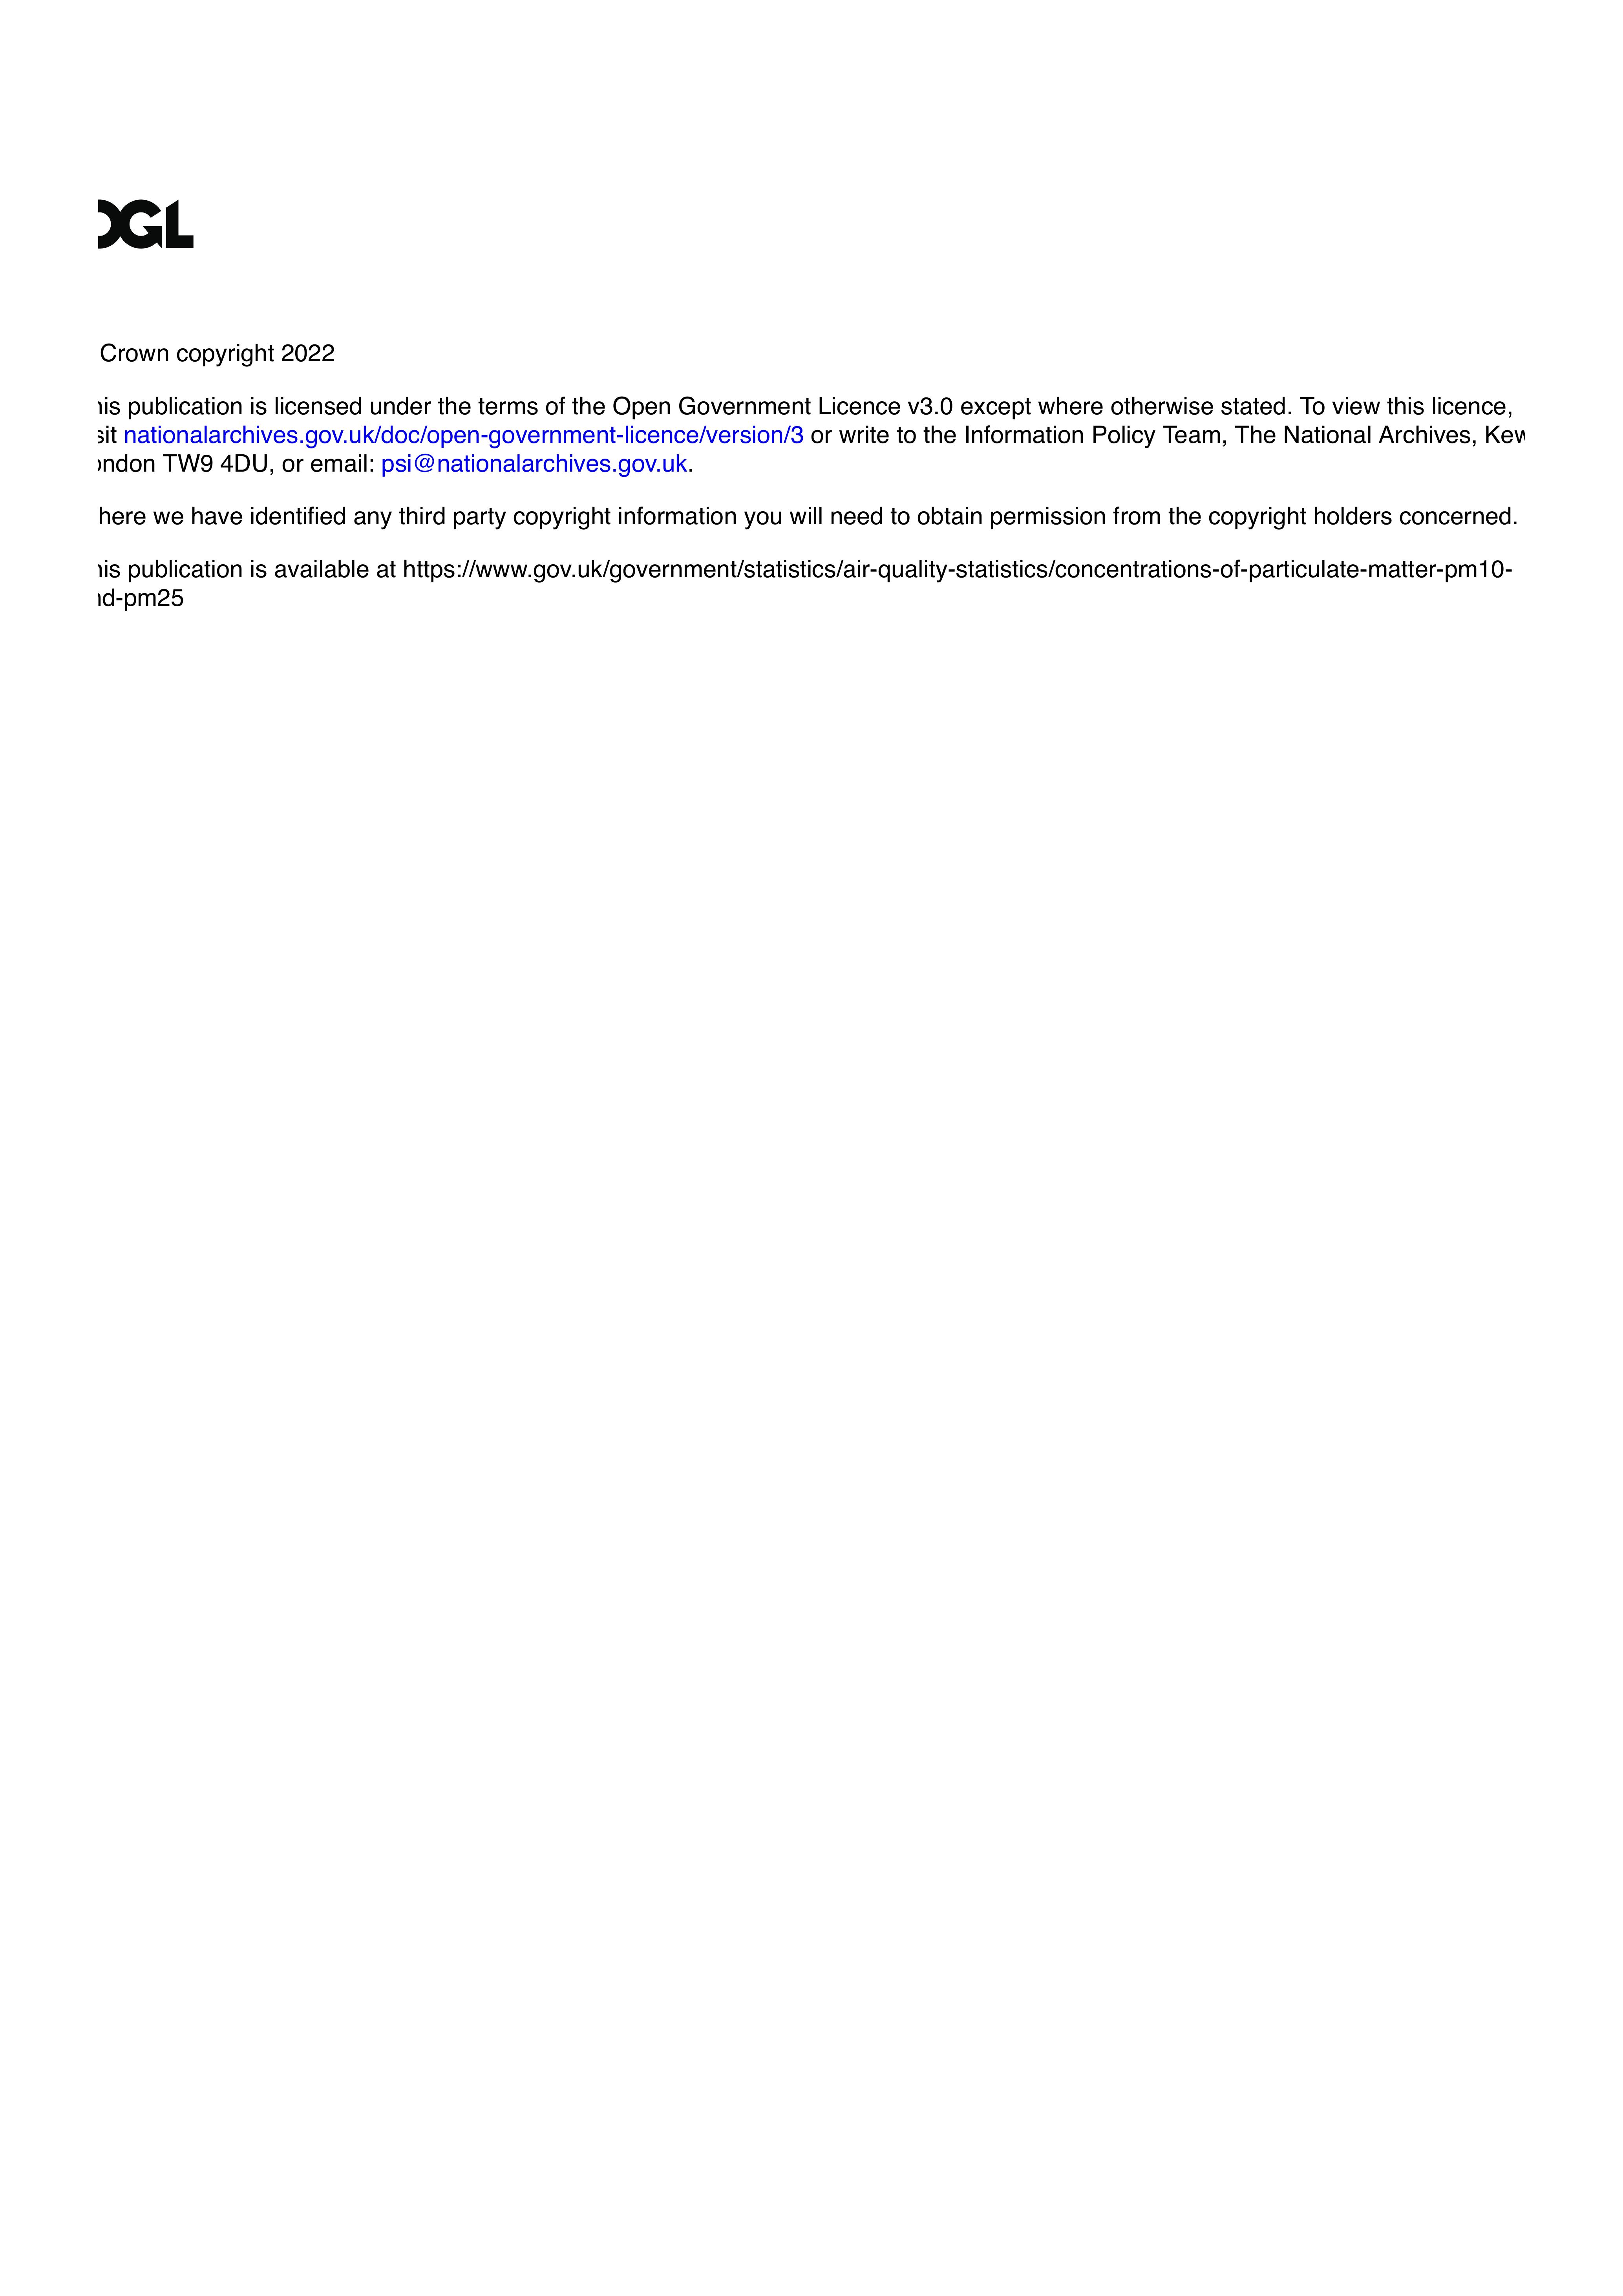 OGL
Crown copyright 2022
his publication is licensed under the terms of the Open Government Licence v3.0 except where otherwise stated. To view this licence,
sit nationalarchives.gov.uk/doc/open-government-licence/version/3 or write to the Information Policy Team, The National Archives, Kew
ondon TW9 4DU, or email: psi@nationalarchives.gov.uk.
here we have identified any third party copyright information you will need to obtain permission from the copyright holders concerned.
his publication is available at https://www.gov.uk/government/statistics/air-quality-statistics/concentrations-of-particulate-matter-pm10-
nd-pm25